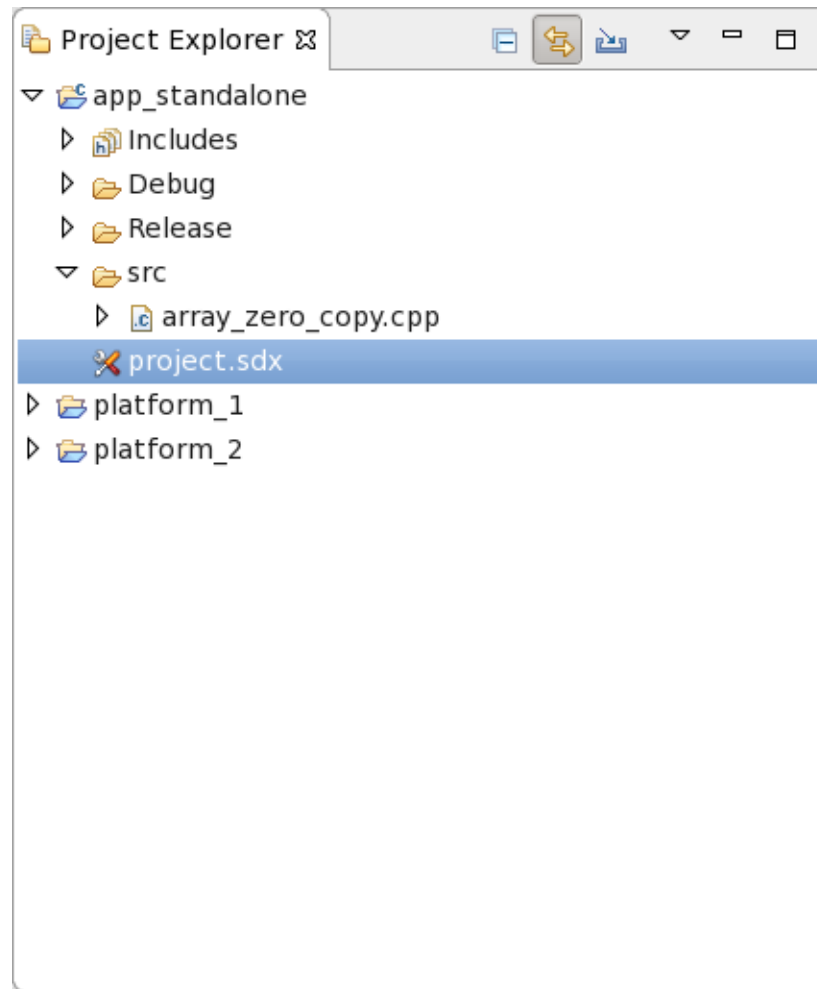 Project Explorer
app_standalone
Includes
Debug
Release
src
array_zero_copy.cpp
project.sdx
platform_1
platform_2